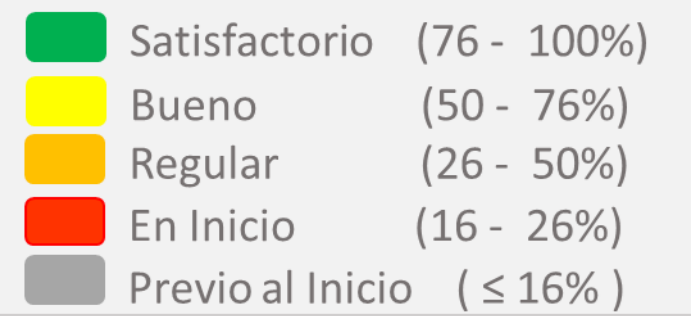 Satisfactorio (76 - 100%)
Bueno (50 - 76%)
Regular (26 - 50%)
En Inicio (16 - 26%)
Previo al Inicio ( ≤ 16% )